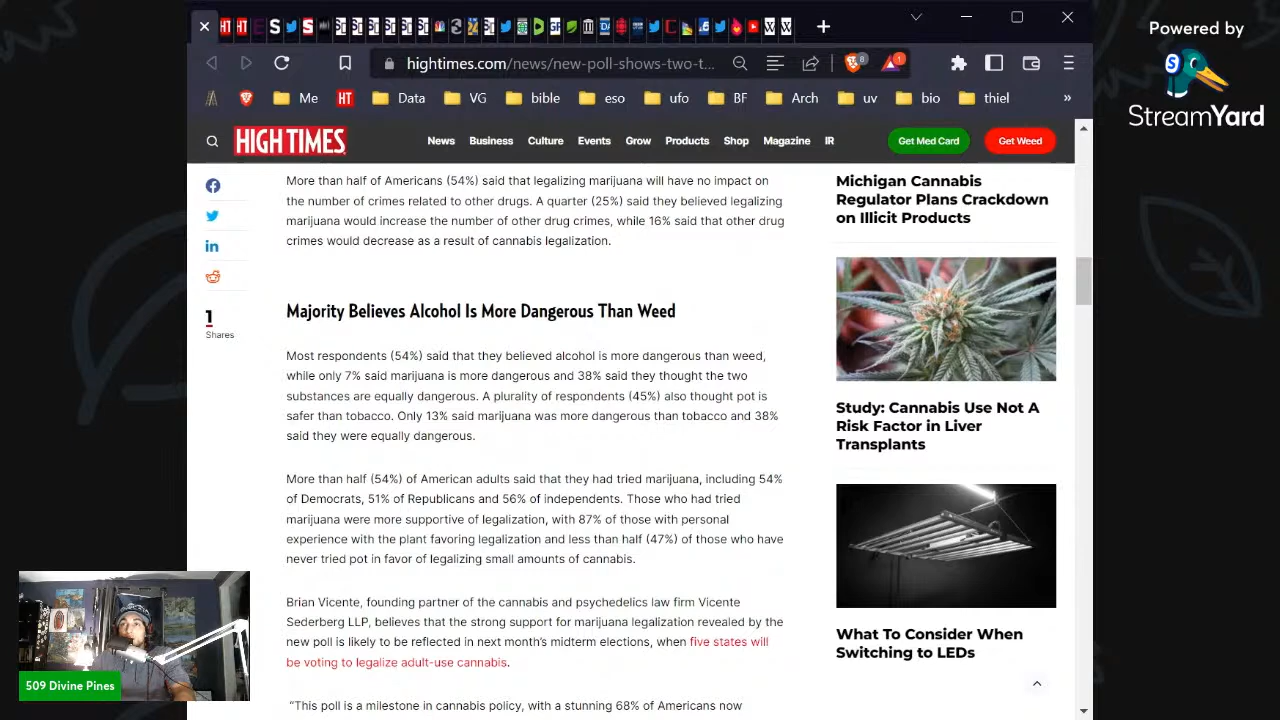 Powered by
StreamYard
hightimes.com/news/new-poll-shows-two-t...
8
1
Me
HT
Data
VG
bible
eso
ufo
BF
Arch
uv
bio
thiel
»
HIGH TIMES
News
Business
Culture
Events
Grow
Products
Shop
Magazine
IR
Get Med Card
Get Weed
More than half of Americans (54%) said that legalizing marijuana will have no impact on
the number of crimes related to other drugs. A quarter (25%) said they believed legalizing
marijuana would increase the number of other drug crimes, while 16% said that other drug
crimes would decrease as a result of cannabis legalization.
Majority Believes Alcohol Is More Dangerous Than Weed
Most respondents (54%) said that they believed alcohol is more dangerous than weed,
while only 7% said marijuana is more dangerous and 38% said they thought the two
substances are equally dangerous. A plurality of respondents (45%) also thought pot is
safer than tobacco. Only 13% said marijuana was more dangerous than tobacco and 38%
said they were equally dangerous.
More than half (54%) of American adults said that they had tried marijuana, including 54%
of Democrats, 51% of Republicans and 56% of independents. Those who had tried
marijuana were more supportive of legalization, with 87% of those with personal
experience with the plant favoring legalization and less than half (47%) of those who have
never tried pot in favor of legalizing small amounts of cannabis.
Brian Vicente, founding partner of the cannabis and psychedelics law firm Vicente
Sederberg LLP, believes that the strong support for marijuana legalization revealed by the
new poll is likely to be reflected in next month's midterm elections, when five states will
be voting to legalize adult-use cannabis.
“This poll is a milestone in cannabis policy, with a stunning 68% of Americans now
1
Shares
Michigan Cannabis
Regulator Plans Crackdown
on Illicit Products
Study: Cannabis Use Not A
Risk Factor in Liver
Transplants
What To Consider When
Switching to LEDs
509 Divine Pines